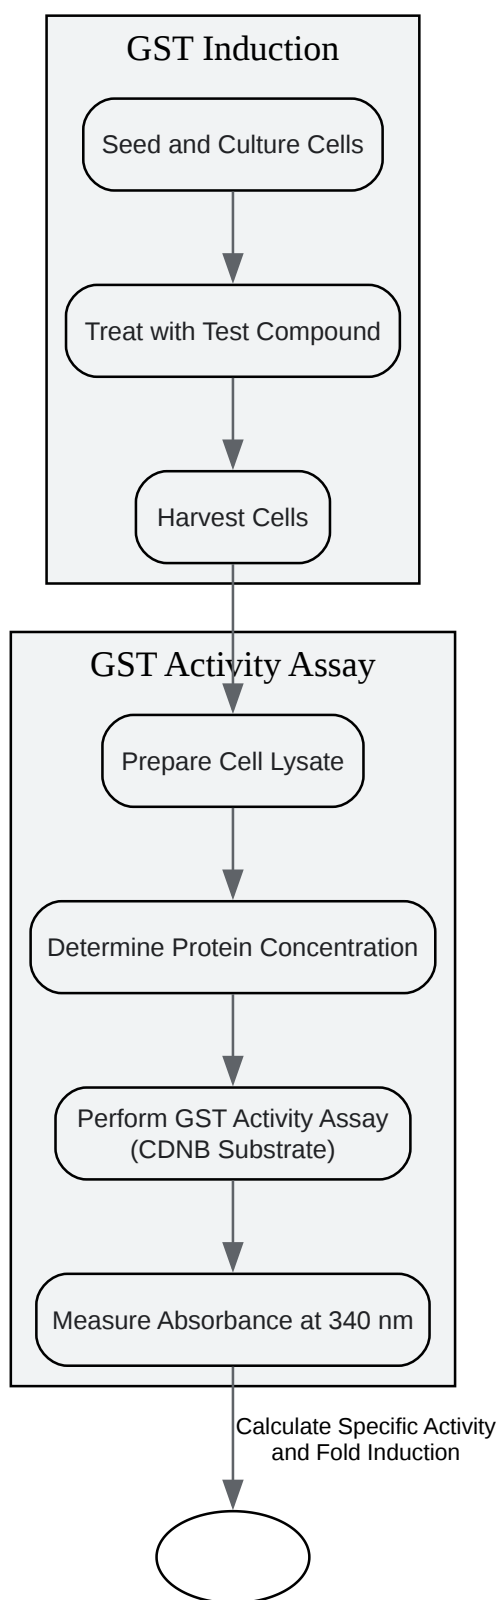 GST Induction
Seed and Culture Cells
Treat with Test Compound
Harvest Cells
GST Activity Assay
Prepare Cell Lysate
Determine Protein Concentration
Perform GST Activity Assay
(CDNB Substrate)
Measure Absorbance at 340 nm
Calculate Specific Activity
and Fold Induction